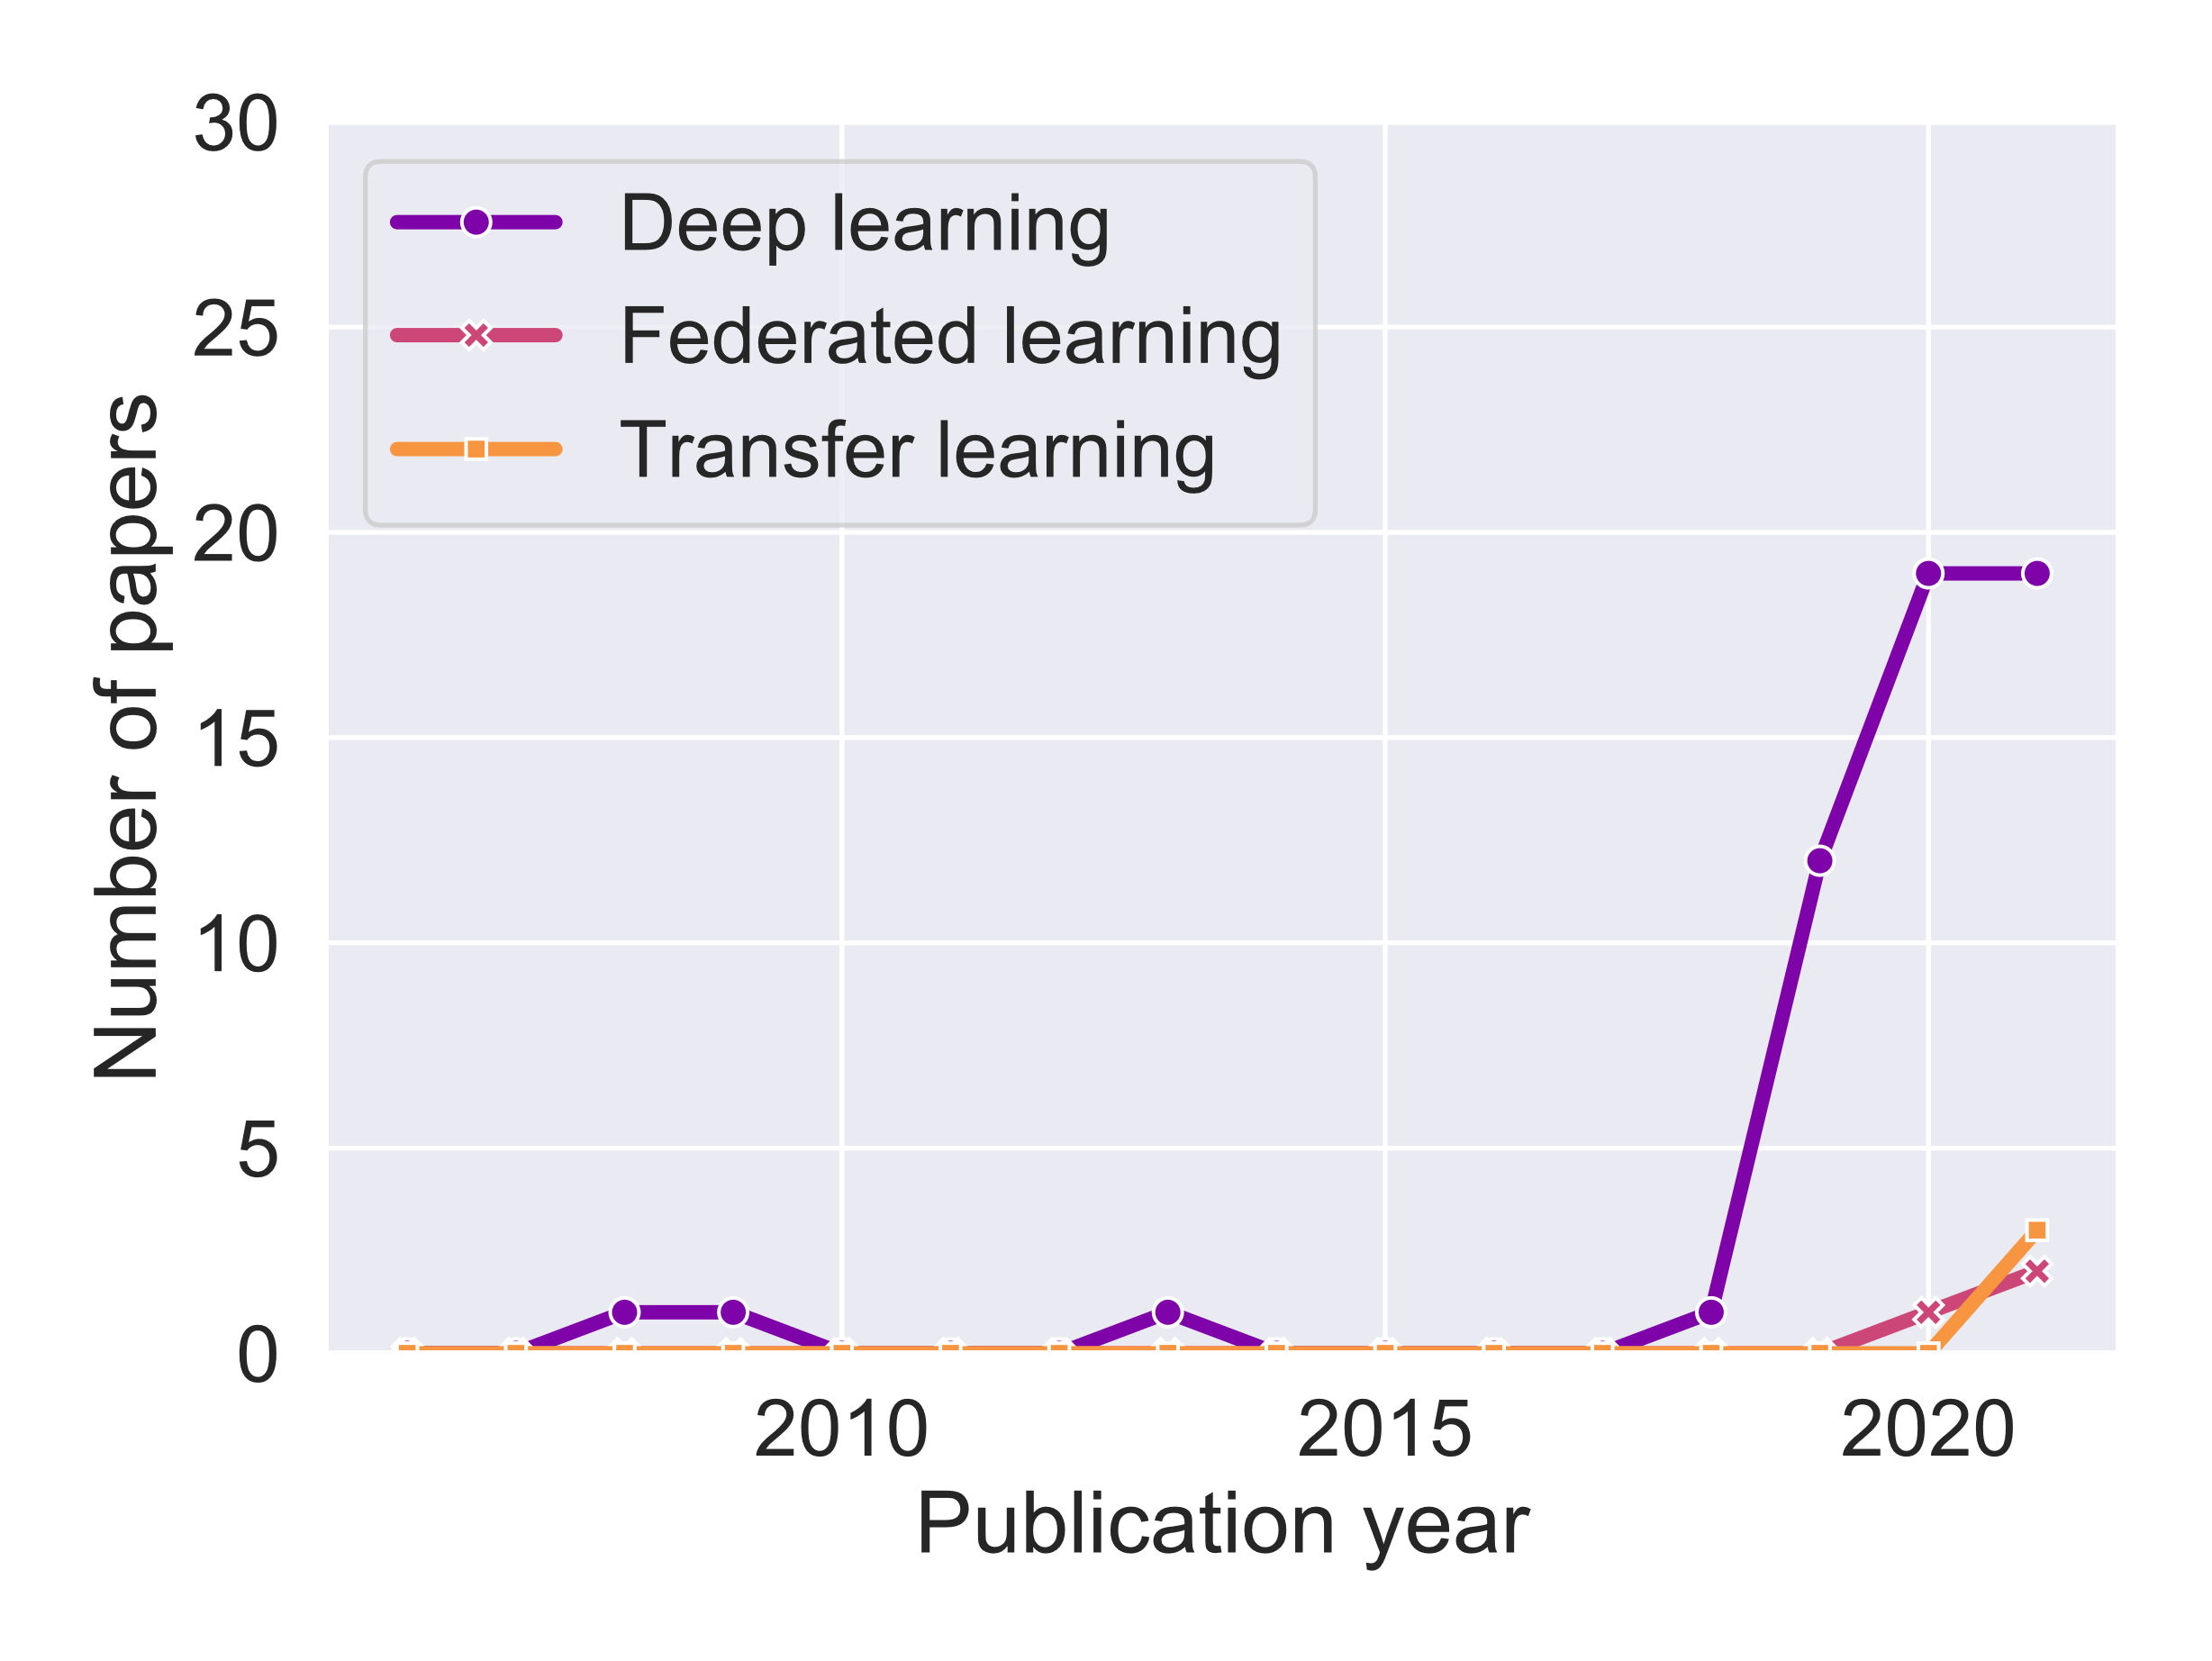 30
25
20
15
10
5
0
Number of papers
Deep learning
Federated learning
Transfer learning
2010
2015
2020
Publication year